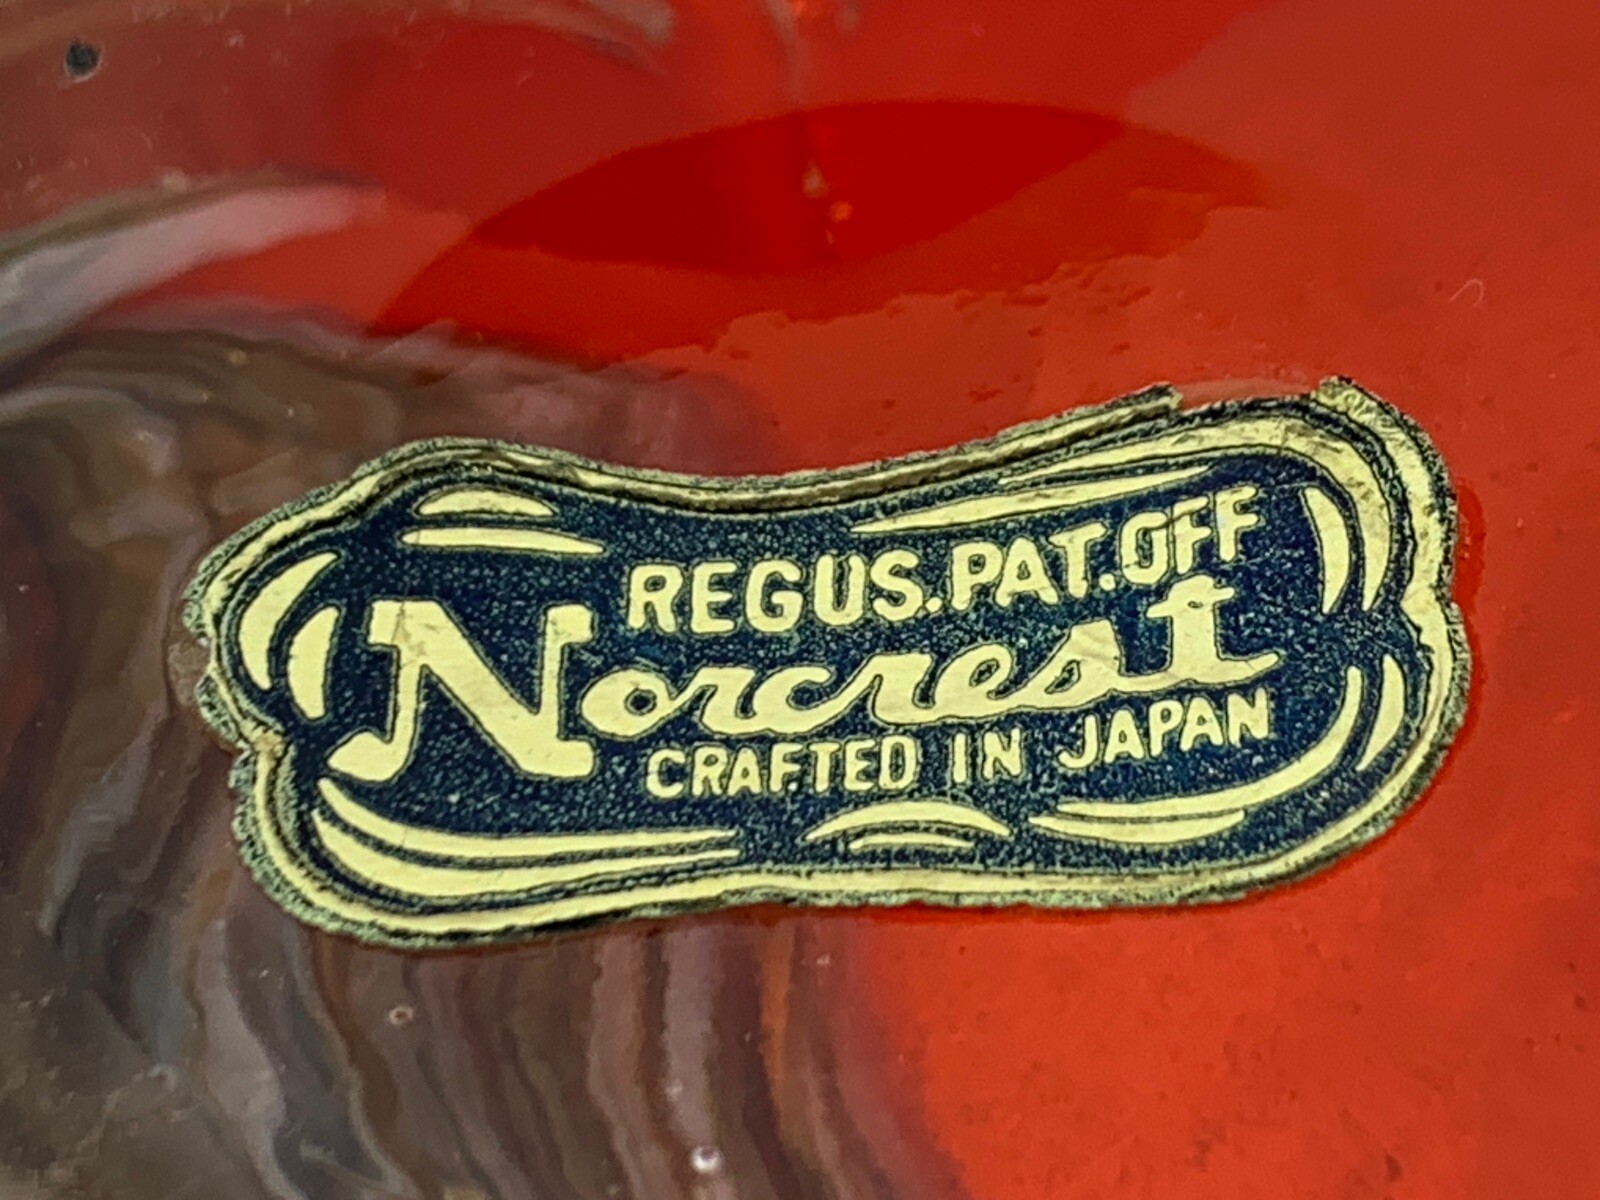 REGUS.PAT.OFF
Norcrest
CRAFTED IN JAPAN